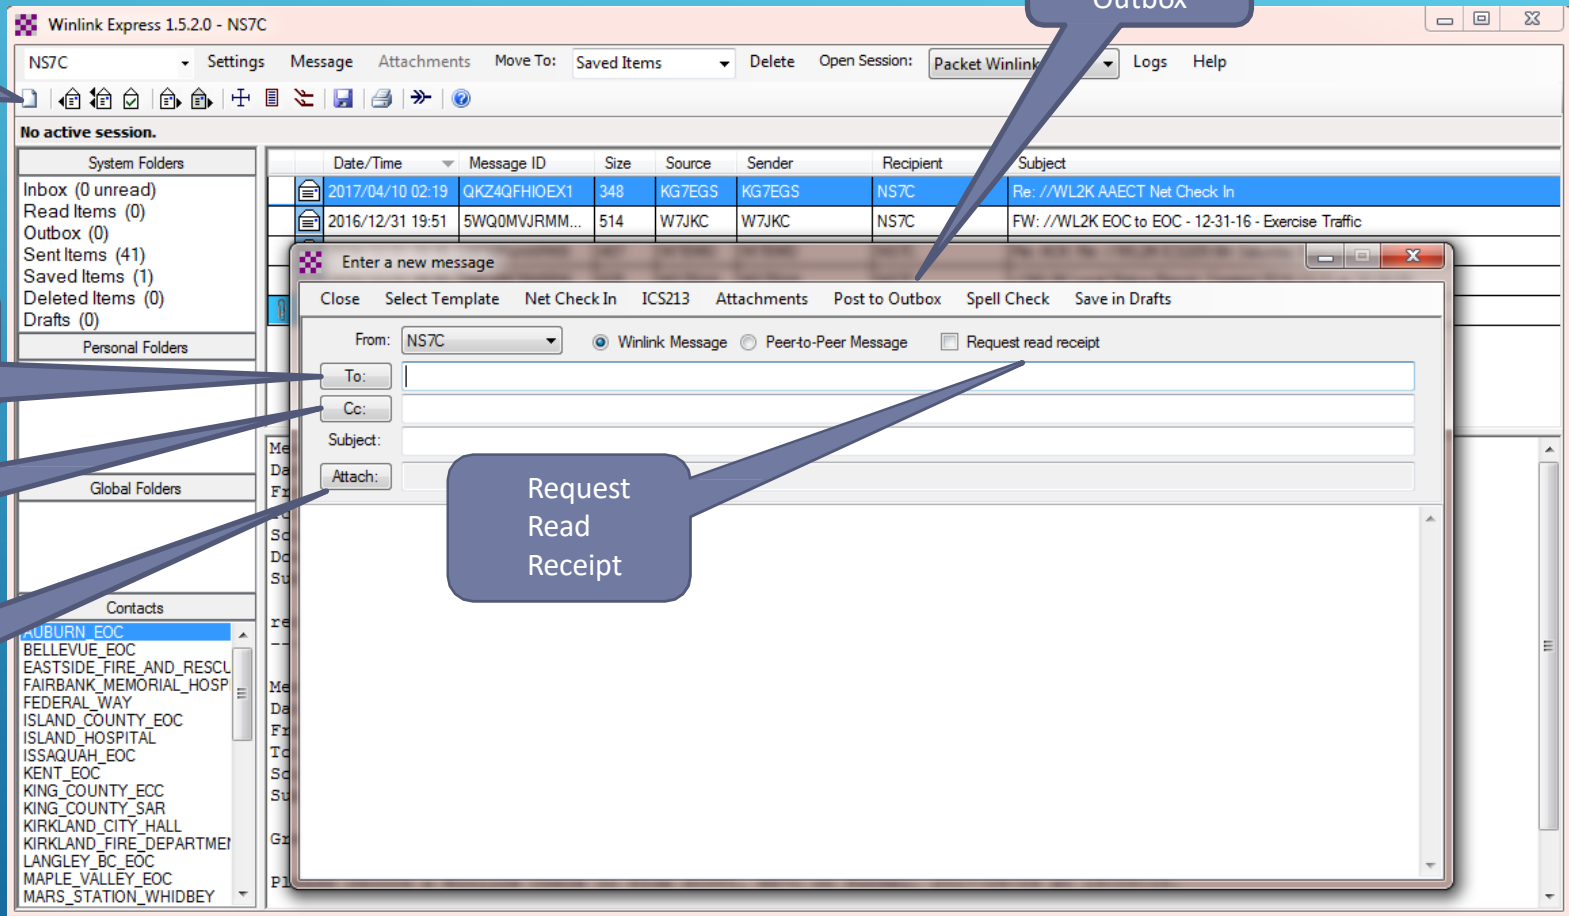 Outbox
Winlink Express 1.5.2.0 - NS7C
NS7C Settings Message Attachments Move To: Saved Items Delete Open Session: Packet Winlink Logs Help
No active session.
System Folders
Inbox (0 unread)
Read Items (0)
Outbox (0)
Sent Items (41)
Saved Items (1)
Deleted Items (0)
Drafts (0)
Personal Folders
Global Folders
Contacts
AUBURN_EOC
BELLEVUE_EOC
EASTSIDE_FIRE_AND_RESCU
FAIRBANK_MEMORIAL_HOSP
FEDERAL_WAY
ISLAND_COUNTY_EOC
ISLAND_HOSPITAL
ISSAQUAH_EOC
KENT_EOC
KING_COUNTY_ECC
KING_COUNTY_SAR
KIRKLAND_CITY_HALL
KIRKLAND_FIRE_DEPARTMEN
LANGLEY_BC_EOC
MAPLE_VALLEY_EOC
MARS_STATION_WHIDBEY
Date/Time Message ID Size Source Sender Recipient Subject
2017/04/10 02:19 QKZ4QFHIOEX1 348 KG7EGS KG7EGS NS7C Re: //WL2K AAECT Net Check In
2016/12/31 19:51 5WQ0MVJRMM... 514 W7JKC W7JKC NS7C FW: //WL2K EOC to EOC - 12-31-16 - Exercise Traffic
Enter a new message
Close Select Template Net Check In ICS213 Attachments Post to Outbox Spell Check Save in Drafts
From: NS7C Winlink Message Peer-to-Peer Message Request read receipt
To:
Cc:
Subject:
Attach:
Request
Read
Receipt